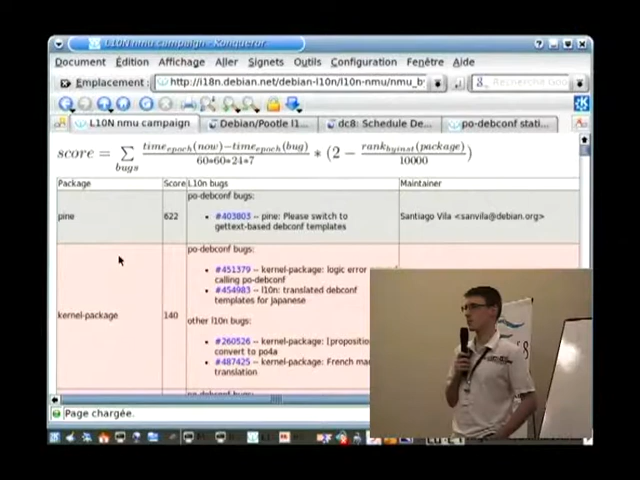 L10N nmu campaign - Konqueror
Document Édition Affichage Aller Signets Outils Configuration Fenêtre Aide
Emplacement: http://i18n.debian.net/debian-l10n/l10n-nmu/nmu_b
L10N nmu campaign Debian/Pootle l1... dc8: Schedule De... po-debconf stati...
score = ∑ bugs time_epoch(now)−time_epoch(bug) / 60*60*24*7 * (2 − rank_byinst(package) / 10000)
Package Score L10n bugs Maintainer
po-debconf bugs:
pine 622 #403803 -- pine: Please switch to Santiago Vila <sanvila@debian.org>
gettext-based debconf templates
po-debconf bugs:
#451379 -- kernel-package: logic error
calling po-debconf
#454983 -- l10n: translated debconf
templates for Japanese
kernel-package 140
other l10n bugs:
#260526 -- kernel-package: [proposition
convert to po4a
#487425 -- kernel-package: French ma
translation
Page chargée.